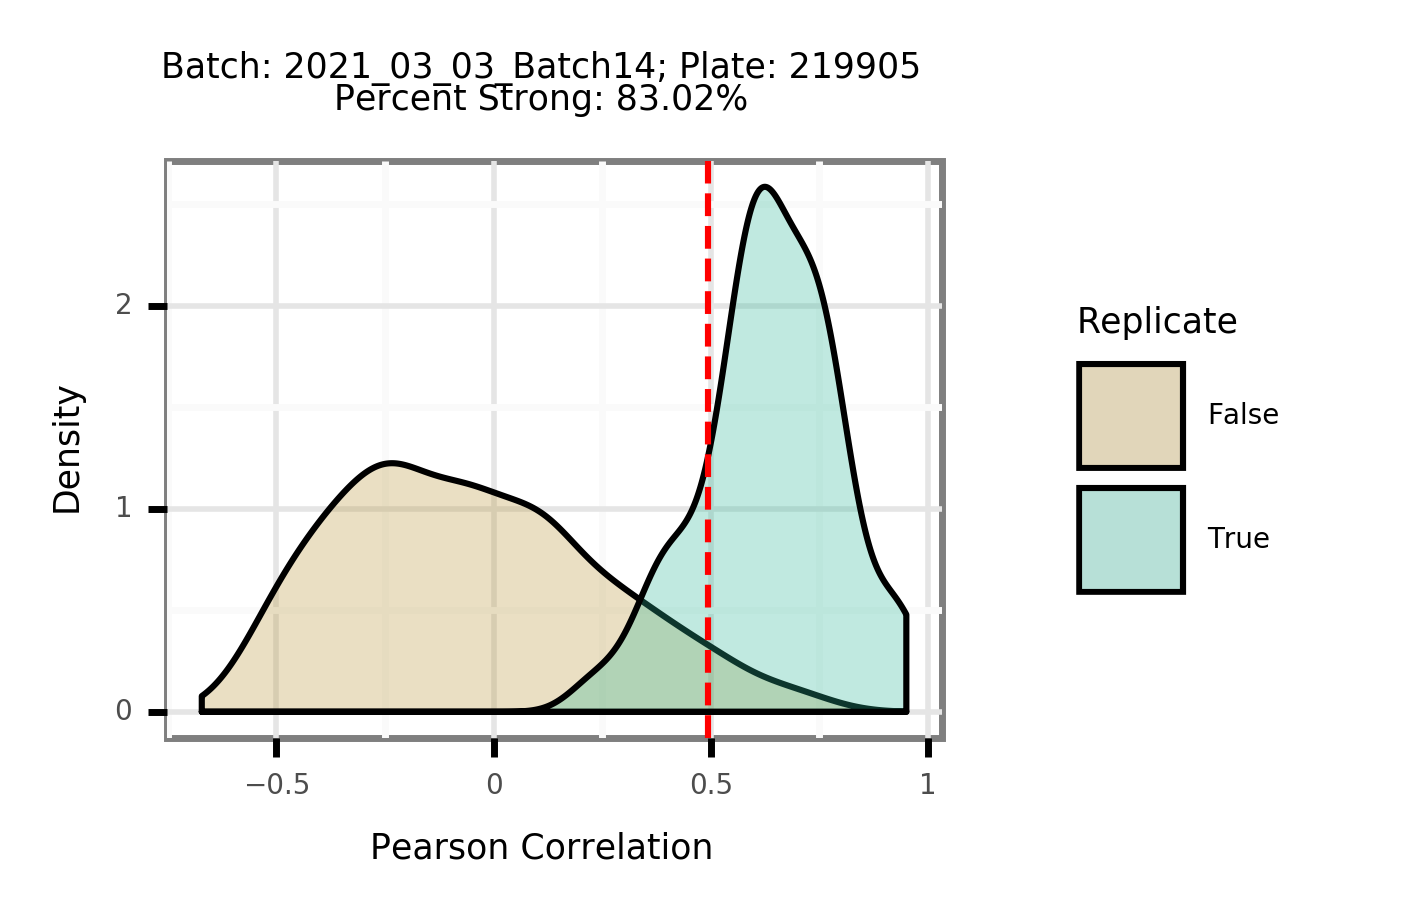 Batch: 2021_03_03_Batch14; Plate: 219905
Percent Strong: 83.02%
Density
2
1
0
−0.5
0
0.5
1
Pearson Correlation
Replicate
False
True